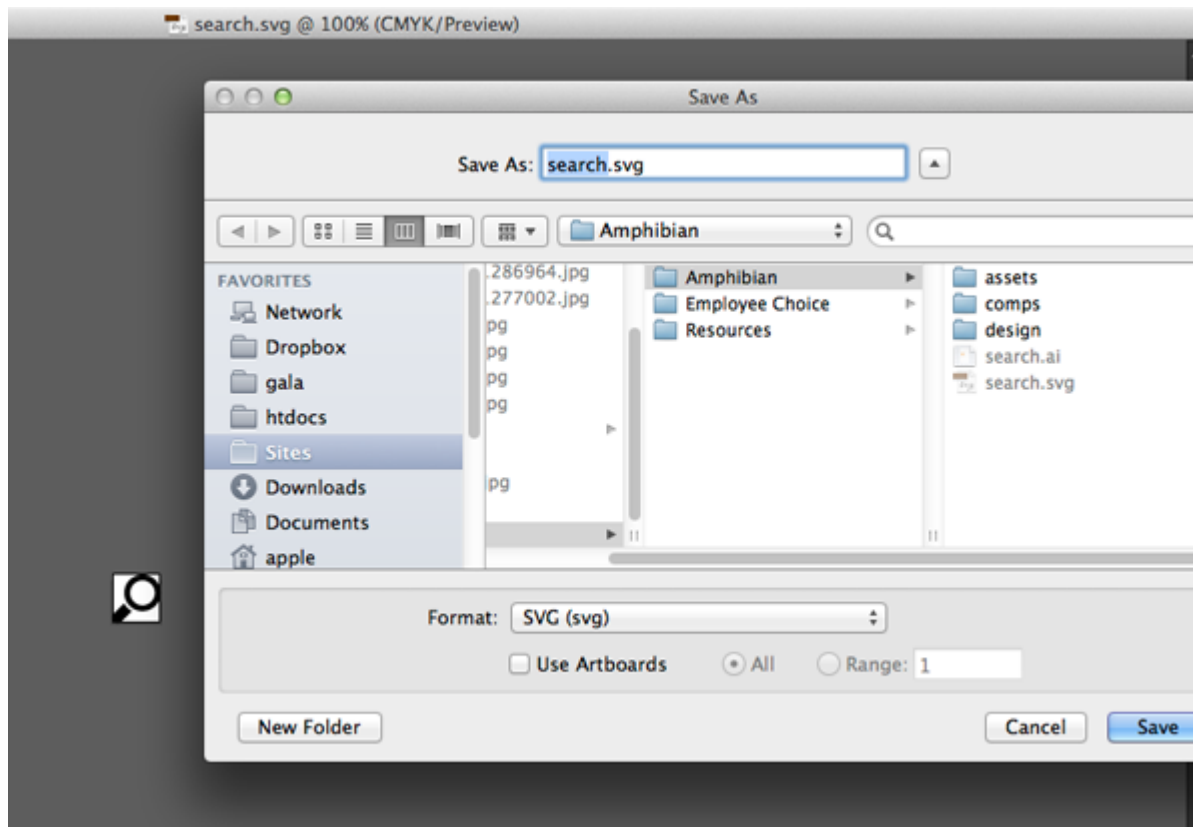 search.svg @ 100% (CMYK/Preview)
Save As
Save As: search.svg
Amphibian
FAVORITES
Network
Dropbox
gala
htdocs
Sites
Downloads
Documents
apple
.286964.jpg
.277002.jpg
pg
pg
pg
pg
jpg
Amphibian
Employee Choice
Resources
assets
comps
design
search.ai
search.svg
Format: SVG (svg)
Use Artboards All Range: 1
New Folder Cancel Save